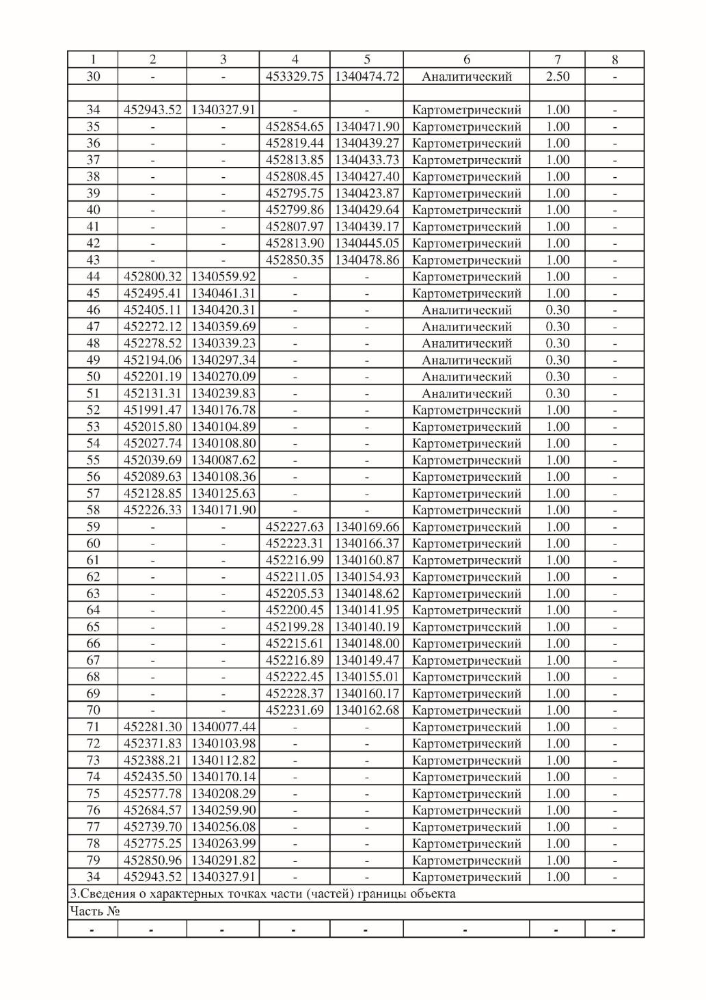 1 2 3 4 5 6 7 8
30 - - 453329.75 1340474.72 Аналитический 2.50 -
34 452943.52 1340327.91 - - Картометрический 1.00 -
35 - - 452854.65 1340471.90 Картометрический 1.00 -
36 - - 452819.44 1340439.27 Картометрический 1.00 -
37 - - 452813.85 1340433.73 Картометрический 1.00 -
38 - - 452808.45 1340427.40 Картометрический 1.00 -
39 - - 452795.75 1340423.87 Картометрический 1.00 -
40 - - 452799.86 1340429.64 Картометрический 1.00 -
41 - - 452807.97 1340439.17 Картометрический 1.00 -
42 - - 452813.90 1340445.05 Картометрический 1.00 -
43 - - 452850.35 1340478.86 Картометрический 1.00 -
44 452800.32 1340559.92 - - Картометрический 1.00 -
45 452495.41 1340461.31 - - Картометрический 1.00 -
46 452405.11 1340420.31 - - Аналитический 0.30 -
47 452272.12 1340359.69 - - Аналитический 0.30 -
48 452278.52 1340339.23 - - Аналитический 0.30 -
49 452194.06 1340297.34 - - Аналитический 0.30 -
50 452201.19 1340270.09 - - Аналитический 0.30 -
51 452131.31 1340239.83 - - Аналитический 0.30 -
52 451991.47 1340176.78 - - Картометрический 1.00 -
53 452015.80 1340104.89 - - Картометрический 1.00 -
54 452027.74 1340108.80 - - Картометрический 1.00 -
55 452039.69 1340087.62 - - Картометрический 1.00 -
56 452089.63 1340108.36 - - Картометрический 1.00 -
57 452128.85 1340125.63 - - Картометрический 1.00 -
58 452226.33 1340171.90 - - Картометрический 1.00 -
59 - - 452227.63 1340169.66 Картометрический 1.00 -
60 - - 452223.31 1340166.37 Картометрический 1.00 -
61 - - 452216.99 1340160.87 Картометрический 1.00 -
62 - - 452211.05 1340154.93 Картометрический 1.00 -
63 - - 452205.53 1340148.62 Картометрический 1.00 -
64 - - 452200.45 1340141.95 Картометрический 1.00 -
65 - - 452199.28 1340140.19 Картометрический 1.00 -
66 - - 452215.61 1340148.00 Картометрический 1.00 -
67 - - 452216.89 1340149.47 Картометрический 1.00 -
68 - - 452222.45 1340155.01 Картометрический 1.00 -
69 - - 452228.37 1340160.17 Картометрический 1.00 -
70 - - 452231.69 1340162.68 Картометрический 1.00 -
71 452281.30 1340077.44 - - Картометрический 1.00 -
72 452371.83 1340103.98 - - Картометрический 1.00 -
73 452388.21 1340112.82 - - Картометрический 1.00 -
74 452435.50 1340170.14 - - Картометрический 1.00 -
75 452577.78 1340208.29 - - Картометрический 1.00 -
76 452684.57 1340259.90 - - Картометрический 1.00 -
77 452739.70 1340256.08 - - Картометрический 1.00 -
78 452775.25 1340263.99 - - Картометрический 1.00 -
79 452850.96 1340291.82 - - Картометрический 1.00 -
34 452943.52 1340327.91 - - Картометрический 1.00 -
3.Сведения о характерных точках части (частей) границы объекта
Часть №
- - - - - - - -